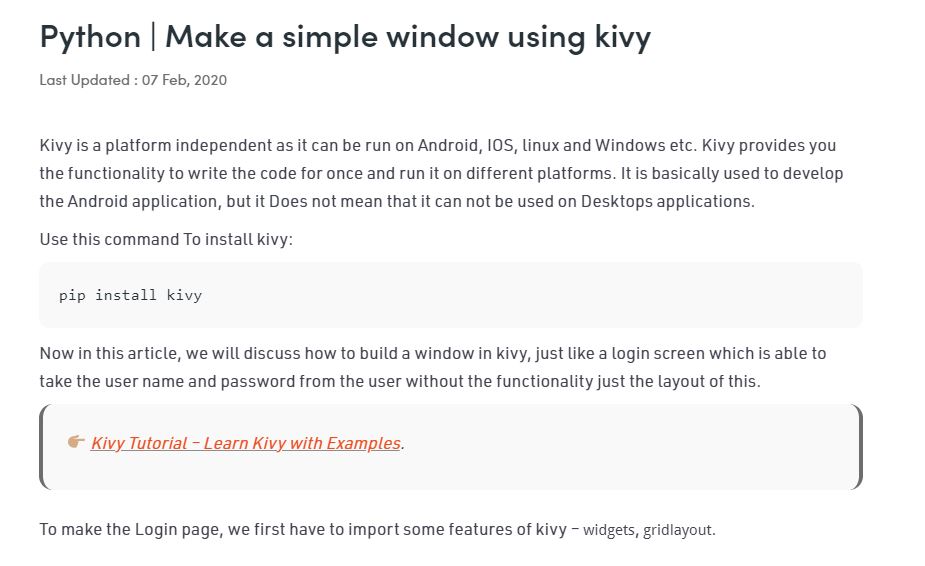 Python | Make a simple window using kivy
Last Updated : 07 Feb, 2020
Kivy is a platform independent as it can be run on Android, IOS, linux and Windows etc. Kivy provides you
the functionality to write the code for once and run it on different platforms. It is basically used to develop
the Android application, but it Does not mean that it can not be used on Desktops applications.
Use this command To install kivy:
pip install kivy
Now in this article, we will discuss how to build a window in kivy, just like a login screen which is able to
take the user name and password from the user without the functionality just the layout of this.
👉🏽 Kivy Tutorial – Learn Kivy with Examples.
To make the Login page, we first have to import some features of kivy – widgets, gridlayout.